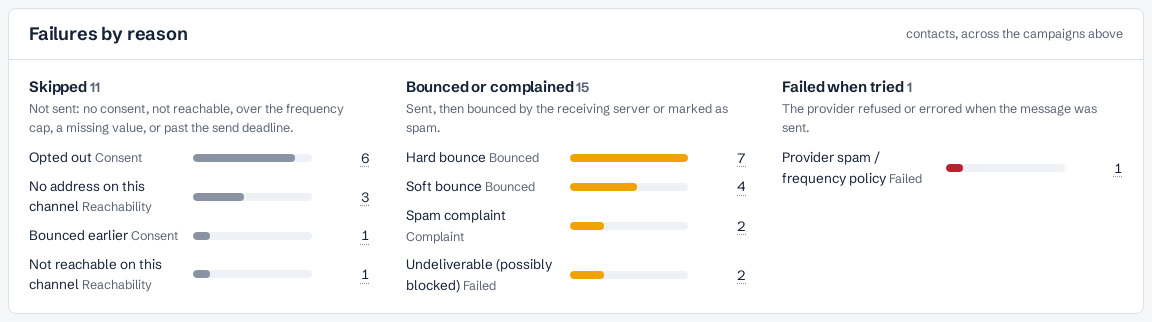 Failures by reason
contacts, across the campaigns above
Skipped 11
Not sent: no consent, not reachable, over the frequency
cap, a missing value, or past the send deadline.
Opted out Consent 6
No address on this
channel Reachability 3
Bounced earlier Consent 1
Not reachable on this
channel Reachability 1
Bounced or complained 15
Sent, then bounced by the receiving server or marked as
spam.
Hard bounce Bounced 7
Soft bounce Bounced 4
Spam complaint
Complaint 2
Undeliverable (possibly
blocked) Failed 2
Failed when tried 1
The provider refused or errored when the message was
sent.
Provider spam /
frequency policy Failed 1